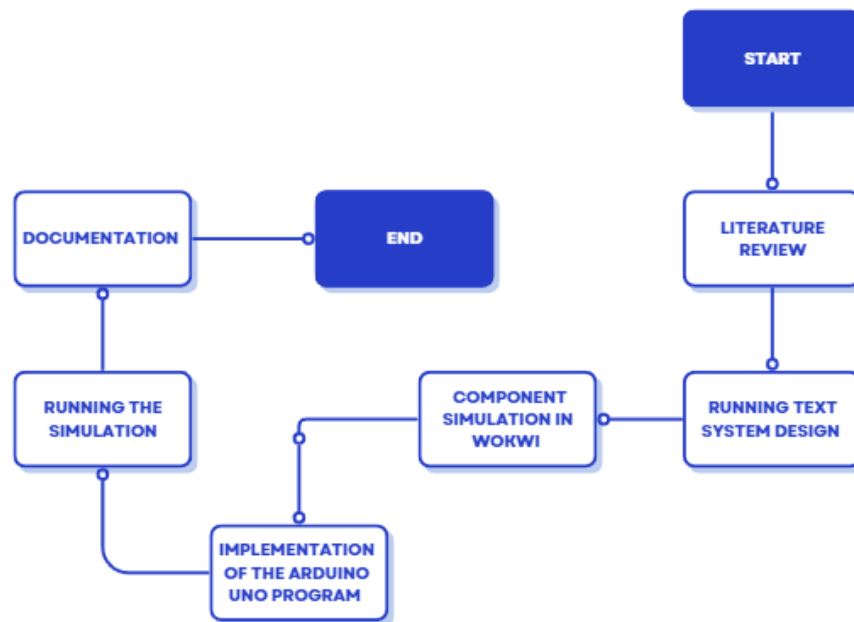 START
LITERATURE
REVIEW
RUNNING TEXT
SYSTEM DESIGN
COMPONENT
SIMULATION IN
WOKWI
IMPLEMENTATION
OF THE ARDUINO
UNO PROGRAM
RUNNING THE
SIMULATION
DOCUMENTATION
END